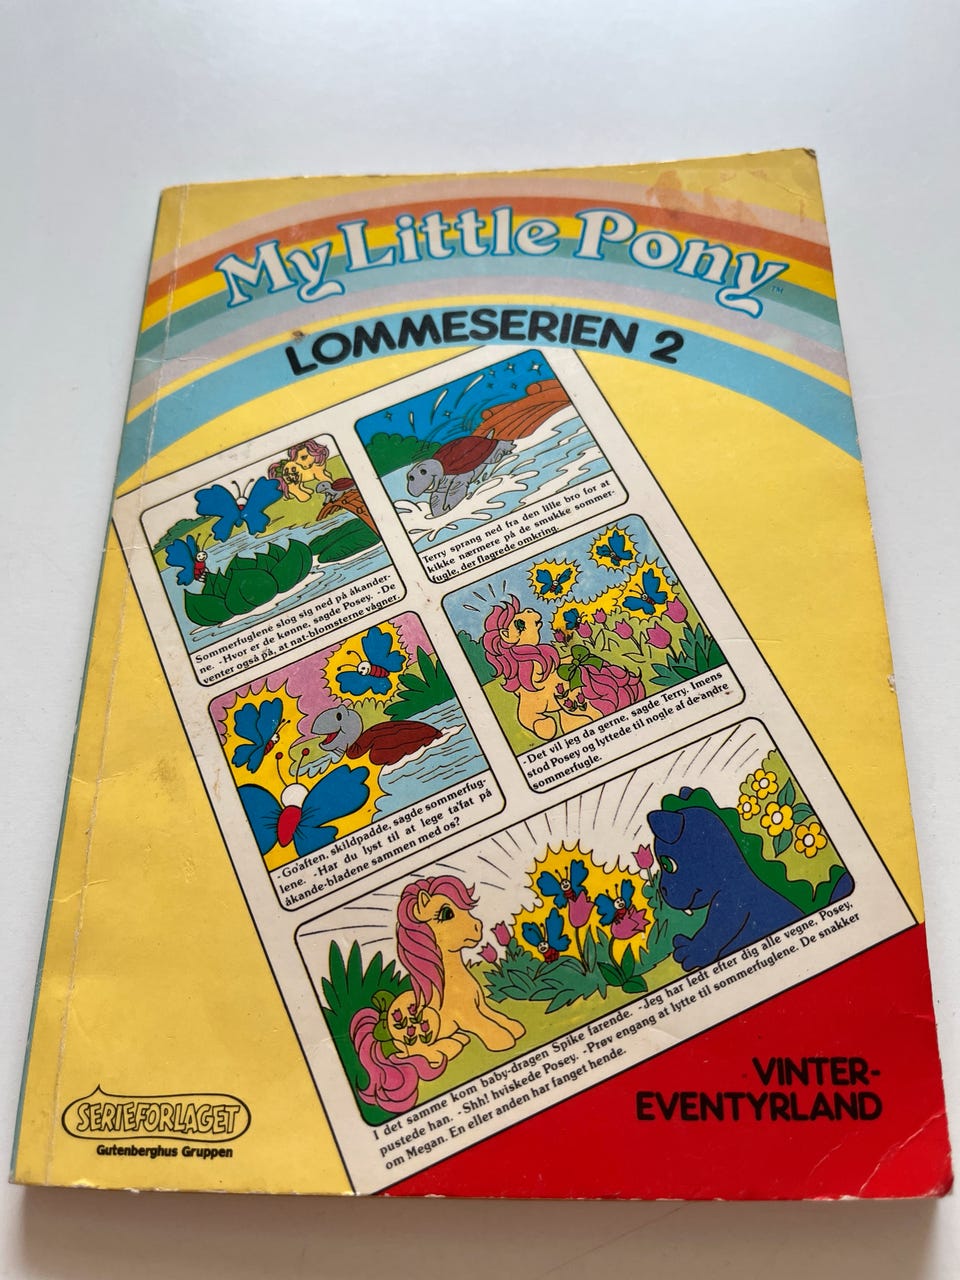 My Little Pony™
LOMMESERIEN 2
Sommerfuglene slog sig ned på åkander-
ne. -Hvor er de kønne, sagde Posey. -De
venter også på, at nat-blomsterne vågner.
Terry sprang ned fra den lille bro for at
kikke nærmere på de smukke sommer-
fugle, der flagrede omkring.
-Go'aften, skildpadde, sagde sommerfug-
lene. -Har du lyst til at lege ta'fat på
åkande-bladene sammen med os?
-Det vil jeg da gerne, sagde Terry. Imens
stod Posey og lyttede til nogle af de andre
sommerfugle.
I det samme kom baby-dragen Spike farende. -Jeg har ledt efter dig alle vegne, Posey,
pustede han. -Shh! hviskede Posey. -Prøv engang at lytte til sommerfuglene. De snakker
om Megan. En eller anden har fanget hende.
VINTER-
EVENTYRLAND
SERIEFORLAGET
Gutenberghus Gruppen